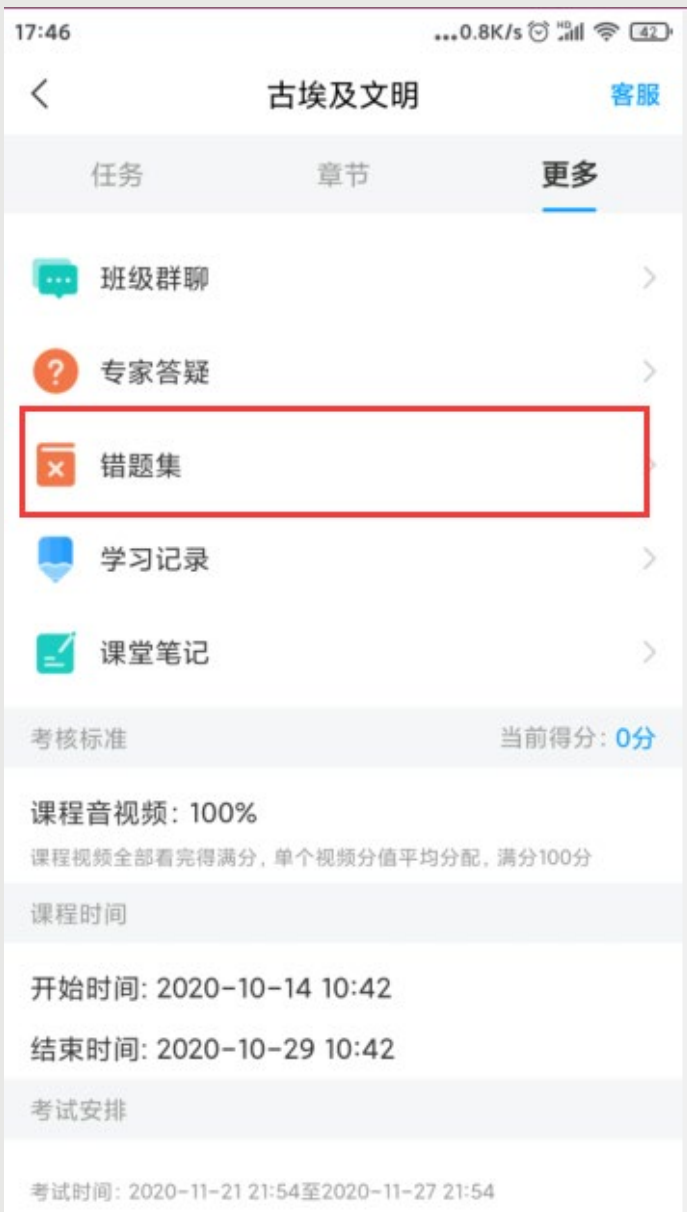 17:46 ...0.8K/s HD 42
古埃及文明 客服
任务 章节 更多
班级群聊
专家答疑
错题集
学习记录
课堂笔记
考核标准 当前得分: 0分
课程音视频: 100%
课程视频全部看完得满分, 单个视频分值平均分配, 满分100分
课程时间
开始时间: 2020-10-14 10:42
结束时间: 2020-10-29 10:42
考试安排
考试时间: 2020-11-21 21:54至2020-11-27 21:54